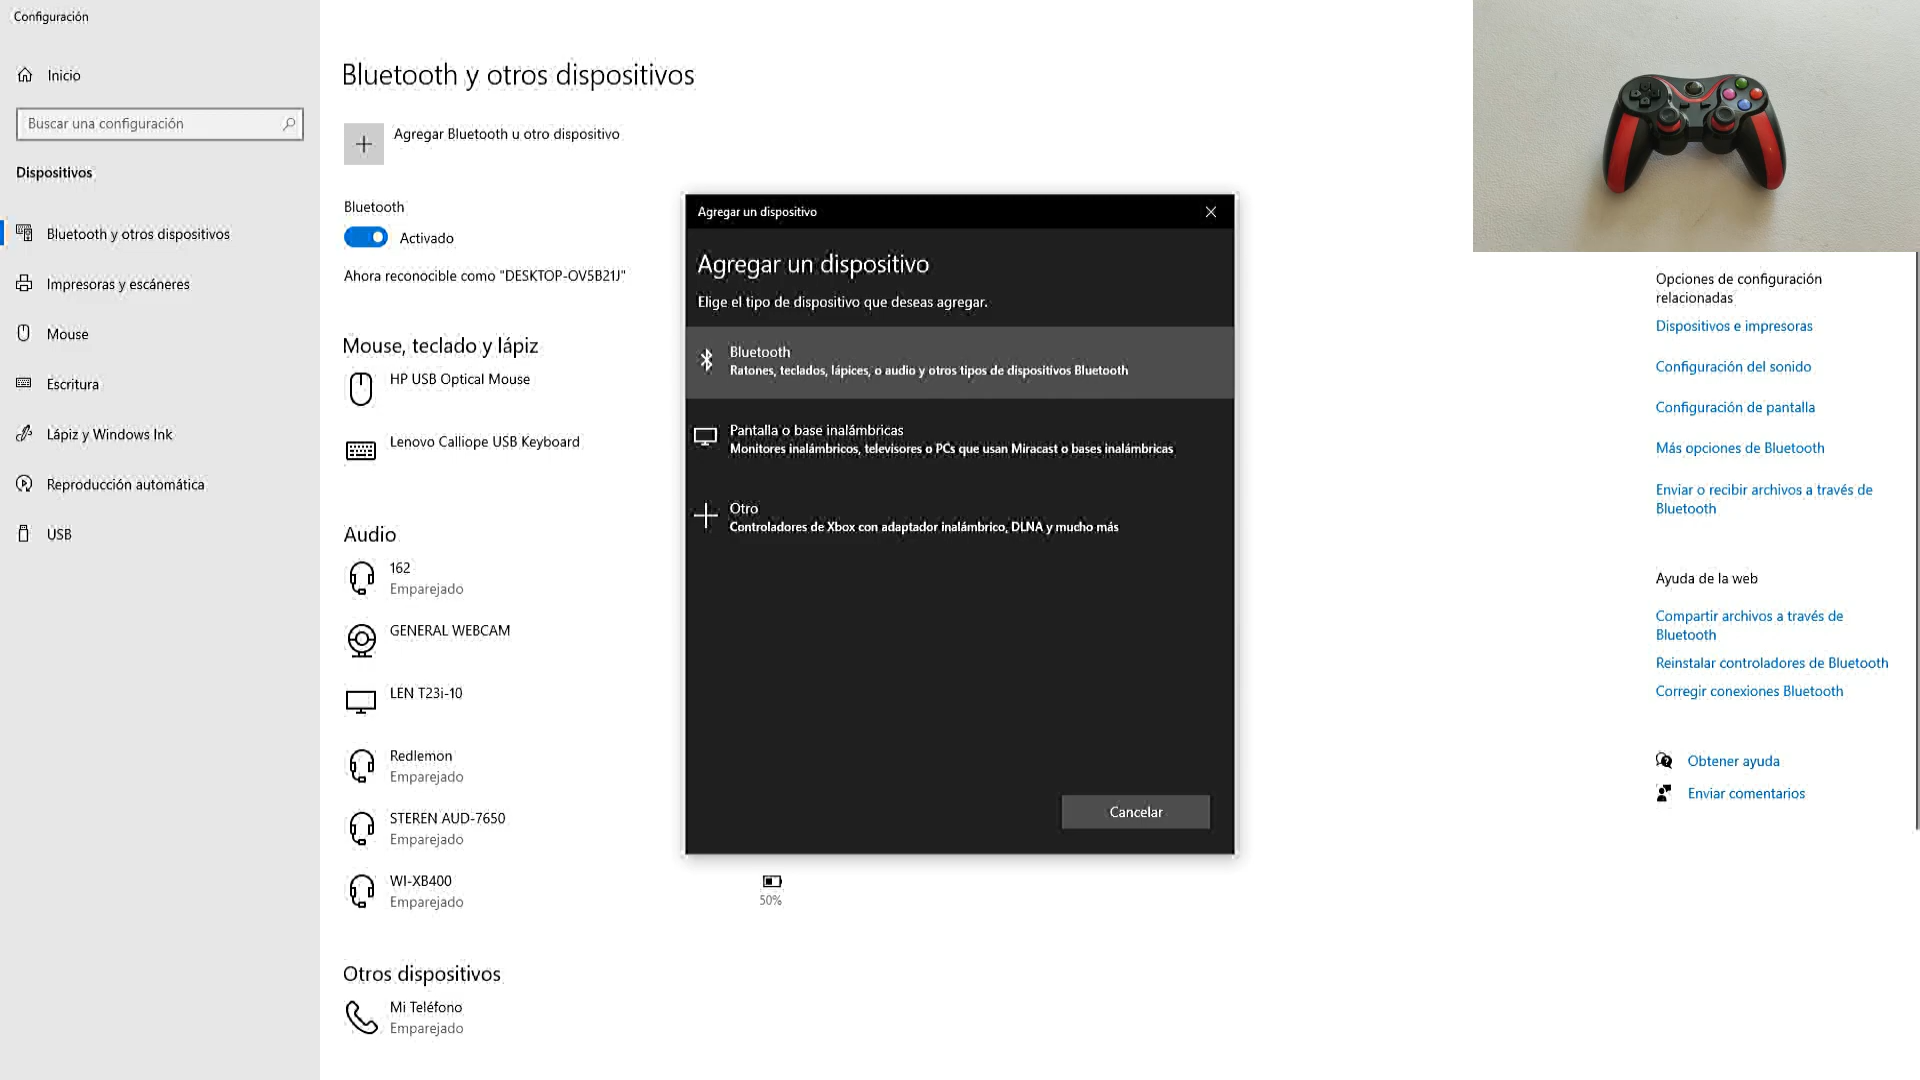 Configuración
Inicio
Buscar una configuración
Dispositivos
Bluetooth y otros dispositivos
Impresoras y escáneres
Mouse
Escritura
Lápiz y Windows Ink
Reproducción automática
USB
Bluetooth y otros dispositivos
Agregar Bluetooth u otro dispositivo
Bluetooth
Activado
Ahora reconocible como "DESKTOP-OV5B21J"
Mouse, teclado y lápiz
HP USB Optical Mouse
Lenovo Calliope USB Keyboard
Audio
162
Emparejado
GENERAL WEBCAM
LEN T23i-10
Redlemon
Emparejado
STEREN AUD-7650
Emparejado
WI-XB400
Emparejado
50%
Otros dispositivos
Mi Teléfono
Emparejado
Agregar un dispositivo
Agregar un dispositivo
Elige el tipo de dispositivo que deseas agregar.
Bluetooth
Ratones, teclados, lápices, o audio y otros tipos de dispositivos Bluetooth
Pantalla o base inalámbricas
Monitores inalámbricos, televisores o PCs que usan Miracast o bases inalámbricas
Otro
Controladores de Xbox con adaptador inalámbrico, DLNA y mucho más
Cancelar
Opciones de configuración
relacionadas
Dispositivos e impresoras
Configuración del sonido
Configuración de pantalla
Más opciones de Bluetooth
Enviar o recibir archivos a través de
Bluetooth
Ayuda de la web
Compartir archivos a través de
Bluetooth
Reinstalar controladores de Bluetooth
Corregir conexiones Bluetooth
Obtener ayuda
Enviar comentarios